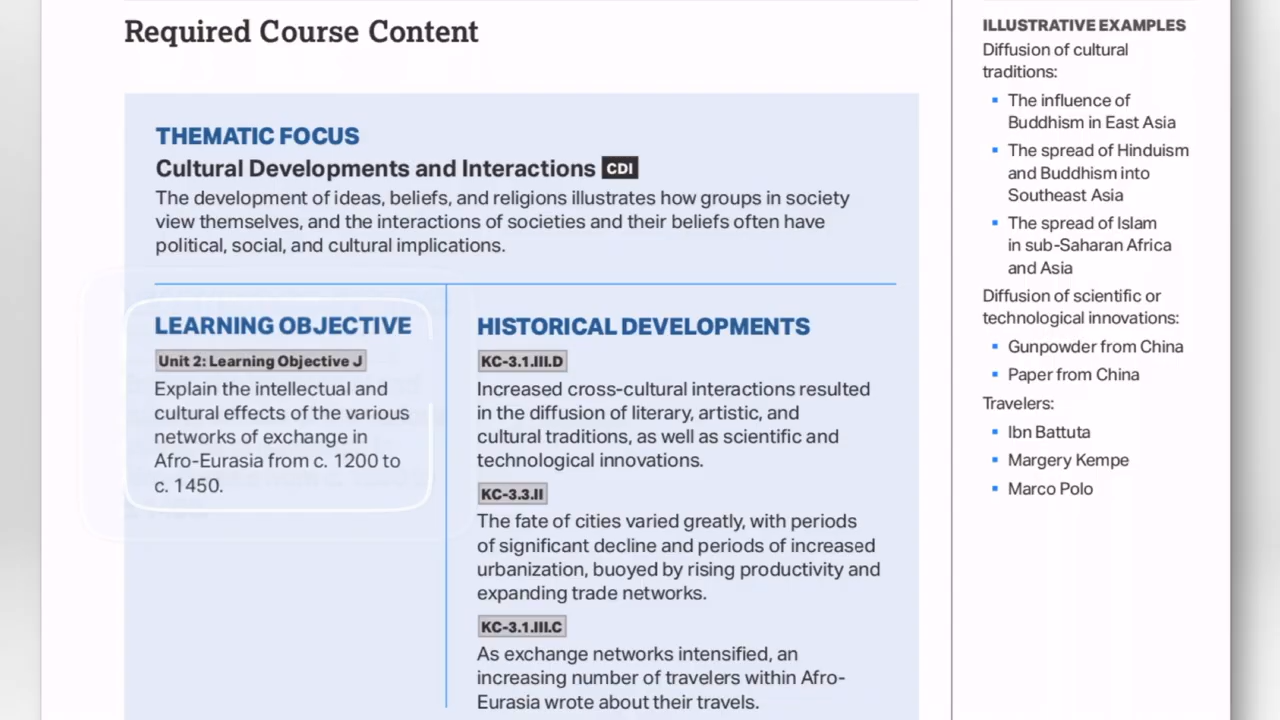 Required Course Content
THEMATIC FOCUS
Cultural Developments and Interactions CDI
The development of ideas, beliefs, and religions illustrates how groups in society
view themselves, and the interactions of societies and their beliefs often have
political, social, and cultural implications.
LEARNING OBJECTIVE
Unit 2: Learning Objective J
Explain the intellectual and
cultural effects of the various
networks of exchange in
Afro-Eurasia from c. 1200 to
c. 1450.
HISTORICAL DEVELOPMENTS
KC-3.1.III.D
Increased cross-cultural interactions resulted
in the diffusion of literary, artistic, and
cultural traditions, as well as scientific and
technological innovations.
KC-3.3.II
The fate of cities varied greatly, with periods
of significant decline and periods of increased
urbanization, buoyed by rising productivity and
expanding trade networks.
KC-3.1.III.C
As exchange networks intensified, an
increasing number of travelers within Afro-
Eurasia wrote about their travels.
ILLUSTRATIVE EXAMPLES
Diffusion of cultural
traditions:
▪ The influence of
Buddhism in East Asia
▪ The spread of Hinduism
and Buddhism into
Southeast Asia
▪ The spread of Islam
in sub-Saharan Africa
and Asia
Diffusion of scientific or
technological innovations:
▪ Gunpowder from China
▪ Paper from China
Travelers:
▪ Ibn Battuta
▪ Margery Kempe
▪ Marco Polo